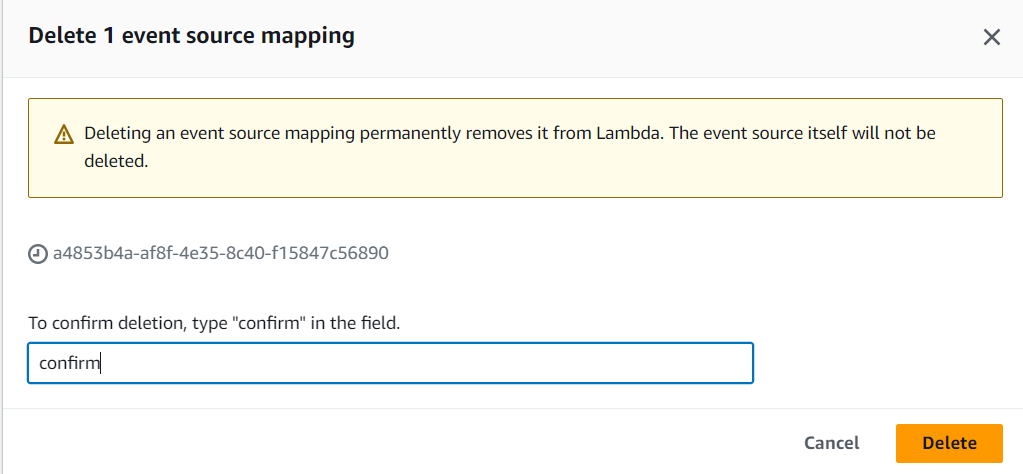 Delete 1 event source mapping
Deleting an event source mapping permanently removes it from Lambda. The event source itself will not be
deleted.
a4853b4a-af8f-4e35-8c40-f15847c56890
To confirm deletion, type "confirm" in the field.
confirm
Cancel
Delete